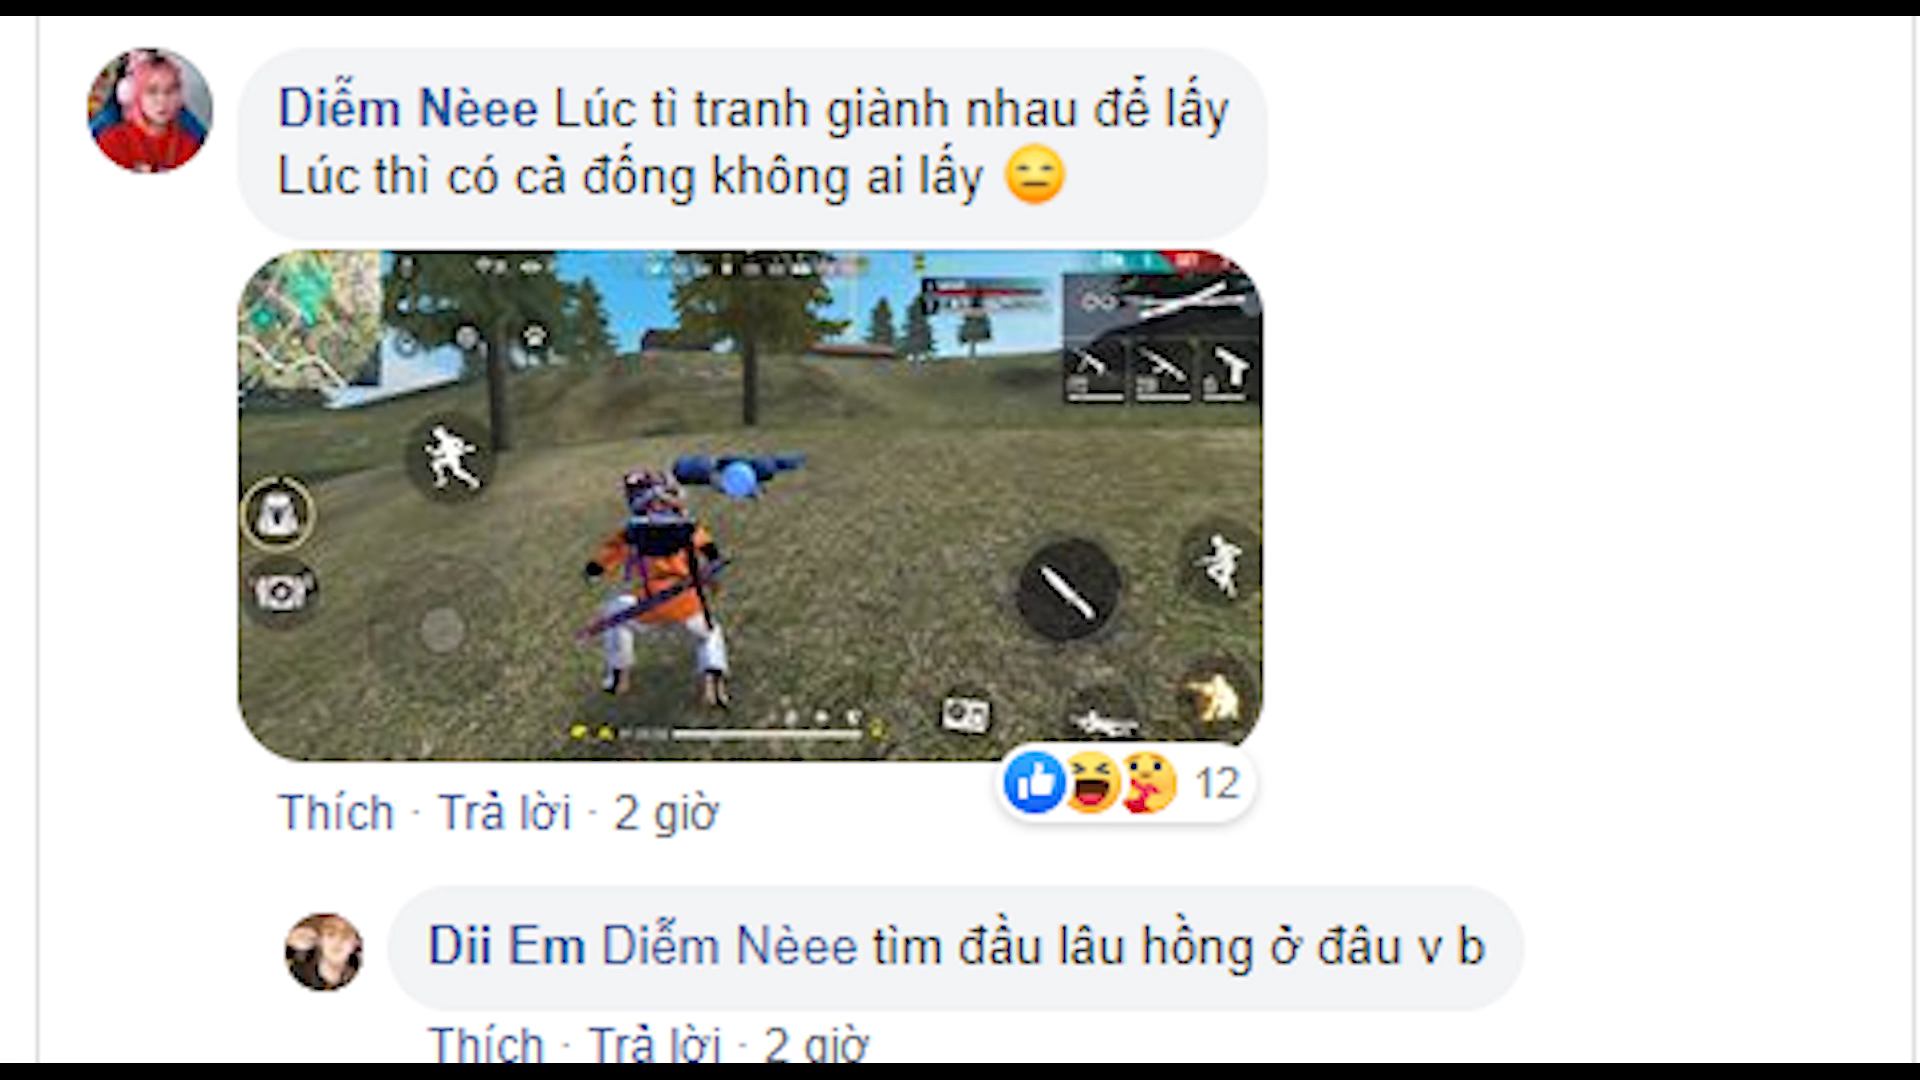 Diễm Nèee Lúc tì tranh giành nhau để lấy
Lúc thì có cả đống không ai lấy
12
Thích · Trả lời · 2 giờ
Dii Em Diễm Nèee tìm đầu lâu hồng ở đâu v b
Thích · Trả lời · 2 giờ